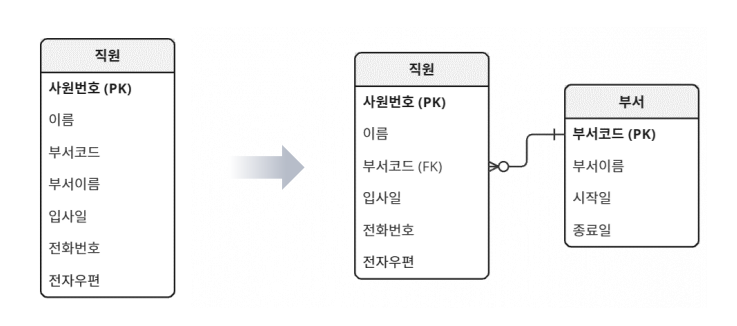 직원
사원번호 (PK)
이름
부서코드
부서이름
입사일
전화번호
전자우편
직원
사원번호 (PK)
이름
부서코드 (FK)
입사일
전화번호
전자우편
부서
부서코드 (PK)
부서이름
시작일
종료일